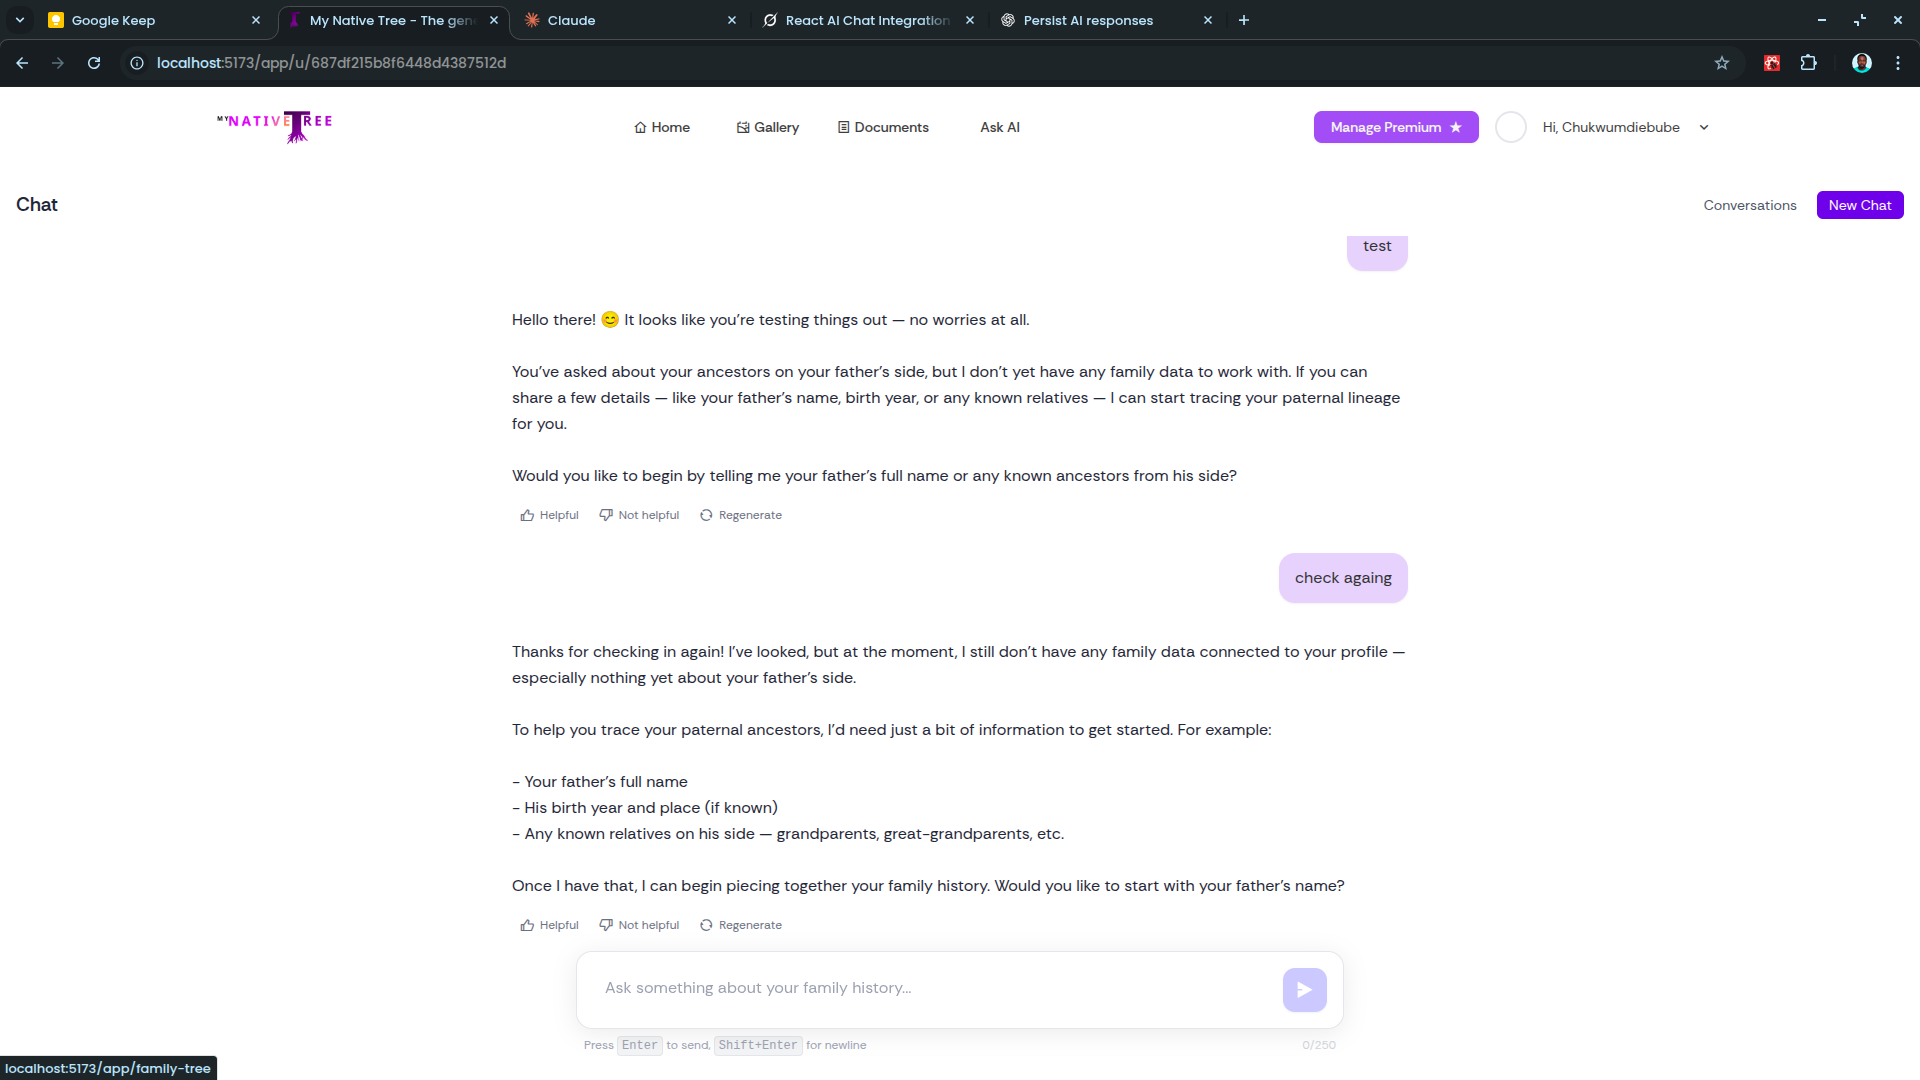 Google Keep
My Native Tree - The gen
Claude
React AI Chat Integration
Persist AI responses
localhost:5173/app/u/687df215b8f6448d4387512d
MY NATIVE TREE
Home
Gallery
Documents
Ask AI
Manage Premium ★
Hi, Chukwumdiebube
Chat
Conversations
New Chat
test
Hello there! 😊 It looks like you’re testing things out — no worries at all.
You’ve asked about your ancestors on your father’s side, but I don’t yet have any family data to work with. If you can
share a few details — like your father’s name, birth year, or any known relatives — I can start tracing your paternal lineage
for you.
Would you like to begin by telling me your father’s full name or any known ancestors from his side?
Helpful
Not helpful
Regenerate
check againg
Thanks for checking in again! I’ve looked, but at the moment, I still don’t have any family data connected to your profile —
especially nothing yet about your father’s side.
To help you trace your paternal ancestors, I’d need just a bit of information to get started. For example:
- Your father’s full name
- His birth year and place (if known)
- Any known relatives on his side — grandparents, great-grandparents, etc.
Once I have that, I can begin piecing together your family history. Would you like to start with your father’s name?
Helpful
Not helpful
Regenerate
Ask something about your family history...
Press Enter to send, Shift+Enter for newline
0/250
localhost:5173/app/family-tree